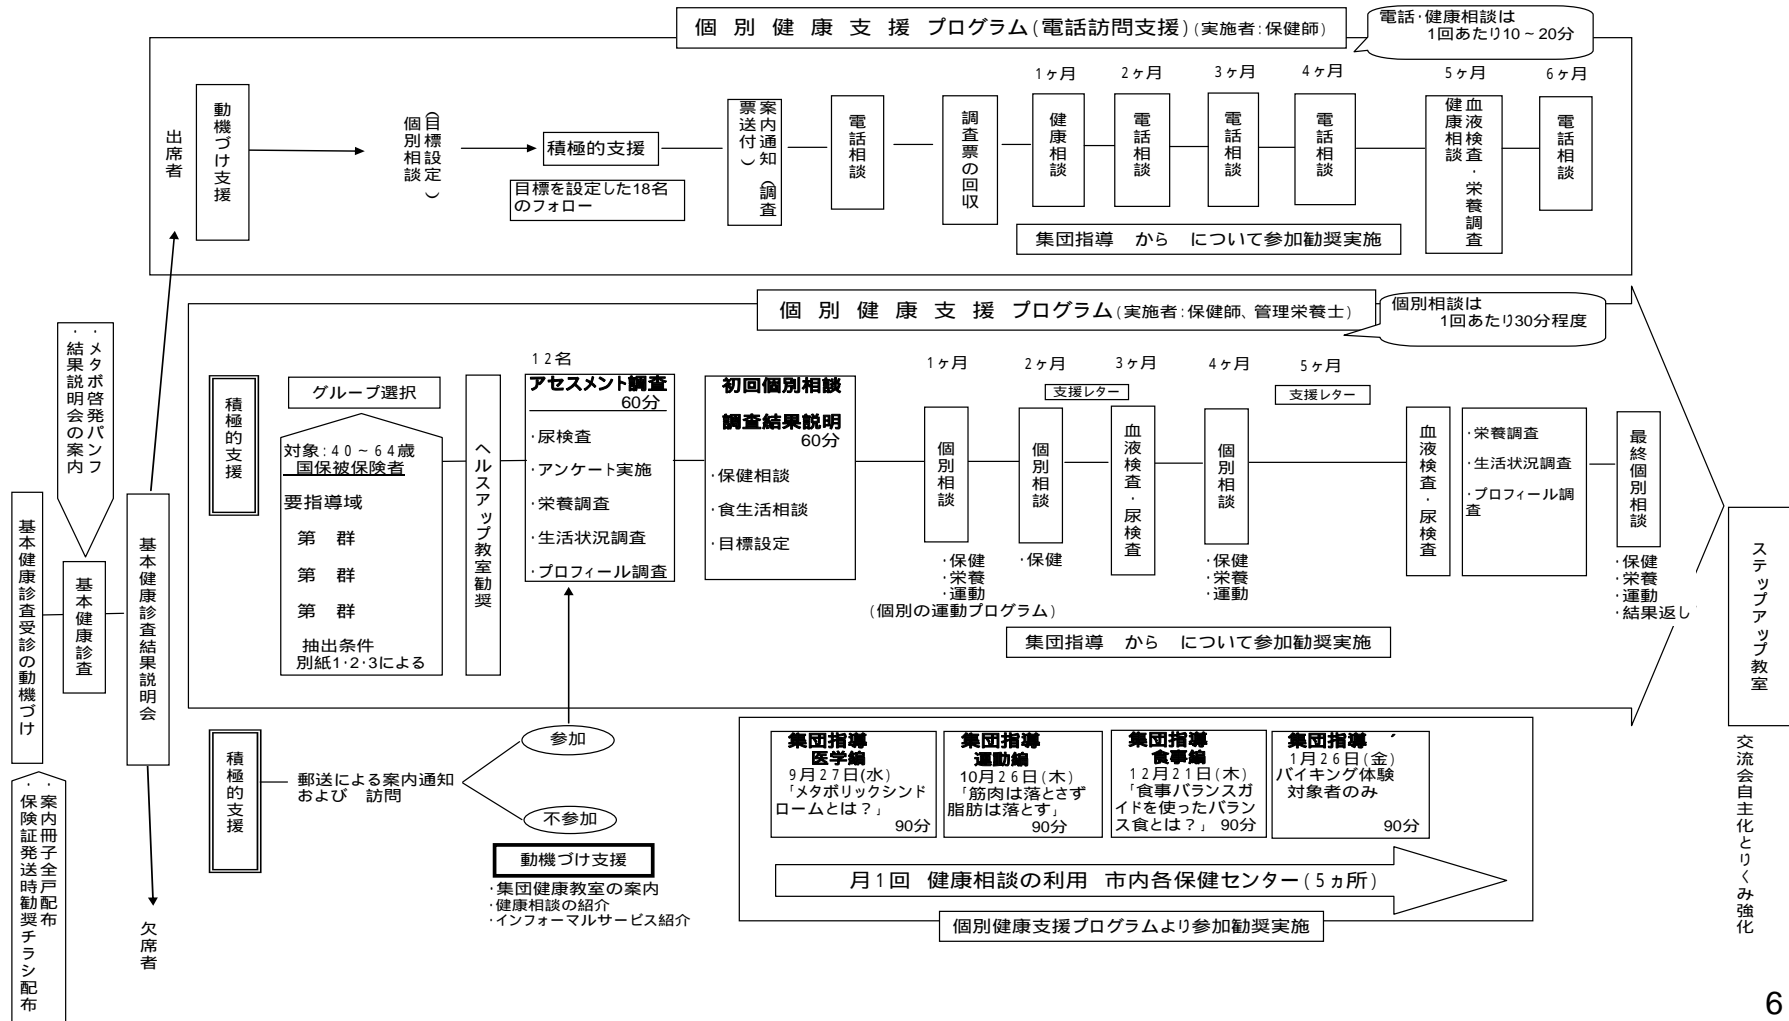 個 別 健 康 支 援 プログラム(電話訪問支援)(実施者:保健師)
電話・健康相談は
1回あたり10～20分
出席者
動機づけ支援
個別相談
(目標設定)
積極的支援
目標を設定した18名
のフォロー
案内通知 (調査
票送付)
電話相談
調査票の回収
1ヶ月
健康相談
2ヶ月
電話相談
3ヶ月
電話相談
4ヶ月
電話相談
5ヶ月
血液検査・栄養調査
健康相談
6ヶ月
電話相談
集団指導 から について参加勧奨実施
個 別 健 康 支 援 プログラム(実施者:保健師、管理栄養士)
個別相談は
1回あたり30分程度
・メタボ啓発パンフ
・結果説明会の案内
基本健康診査受診の動機づけ
基本健康診査
基本健康診査結果説明会
・案内冊子全戸配布
・保険証発送時勧奨チラシ配布
欠席者
積極的支援
グループ選択
対象:40～64歳
国保被保険者
要指導域
第 群
第 群
第 群
抽出条件
別紙1・2・3による
ヘルスアップ教室勧奨
12名
アセスメント調査
60分
・尿検査
・アンケート実施
・栄養調査
・生活状況調査
・プロフィール調査
初回個別相談
調査結果説明
60分
・保健相談
・食生活相談
・目標設定
1ヶ月
個別相談
・保健
・栄養
・運動
(個別の運動プログラム)
2ヶ月
個別相談
・保健
支援レター
3ヶ月
血液検査・尿検査
4ヶ月
個別相談
・保健
・栄養
・運動
5ヶ月
支援レター
血液検査・尿検査
・栄養調査
・生活状況調査
・プロフィール調
査
最終個別相談
・保健
・栄養
・運動
・結果返し
集団指導 から について参加勧奨実施
ステップアップ教室
交流会自主化とりくみ強化
積極的支援
郵送による案内通知
および 訪問
参加
不参加
動機づけ支援
・集団健康教室の案内
・健康相談の紹介
・インフォーマルサービス紹介
集団指導
医学編
9月27日(水)
「メタボリックシンド
ロームとは?」
90分
集団指導
運動編
10月26日(木)
「筋肉は落とさず
脂肪は落とす」
90分
集団指導
食事編
12月21日(木)
「食事バランスガ
イドを使ったバラン
ス食とは?」 90分
集団指導 ´
1月26日(金)
バイキング体験
対象者のみ
90分
月1回 健康相談の利用 市内各保健センター(5ヵ所)
個別健康支援プログラムより参加勧奨実施
6